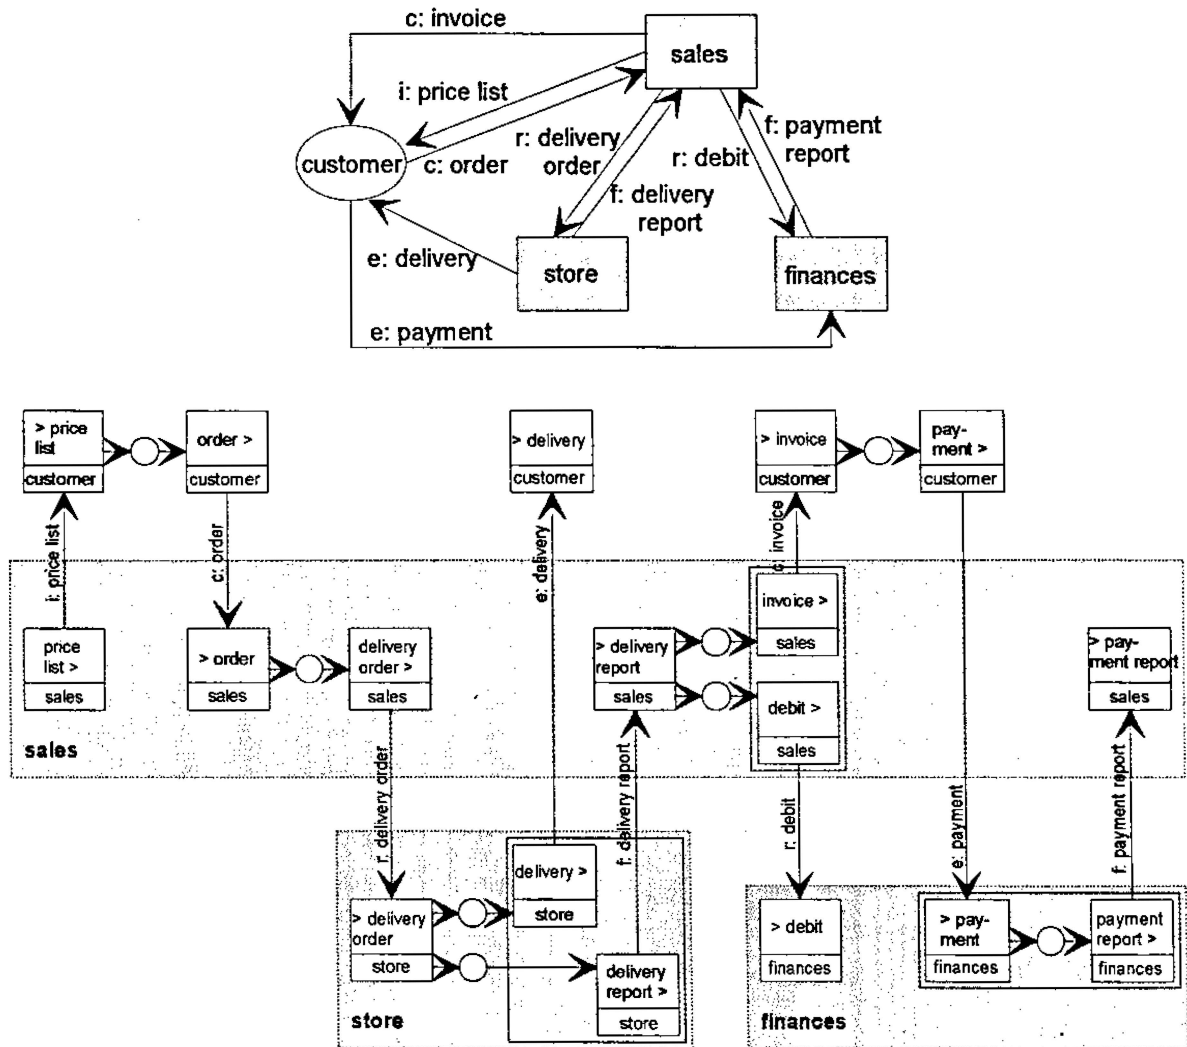 c: invoice
sales
i: price list
f: payment
report
r: delivery
order
r: debit
customer
c: order
f: delivery
report
e: delivery
store
finances
e: payment
> price
list
customer
order >
customer
> delivery
customer
> invoice
customer
pay-
ment >
customer
i: price list
c: order
e: delivery
c: invoice
price
list >
sales
> order
sales
delivery
order >
sales
> delivery
report
sales
invoice >
sales
debit >
sales
> pay-
ment report
sales
sales
r: delivery order
f: delivery report
r: debit
e: payment
f: payment report
delivery >
store
> delivery
order
store
delivery
report >
store
store
> debit
finances
> pay-
ment
finances
payment
report >
finances
finances